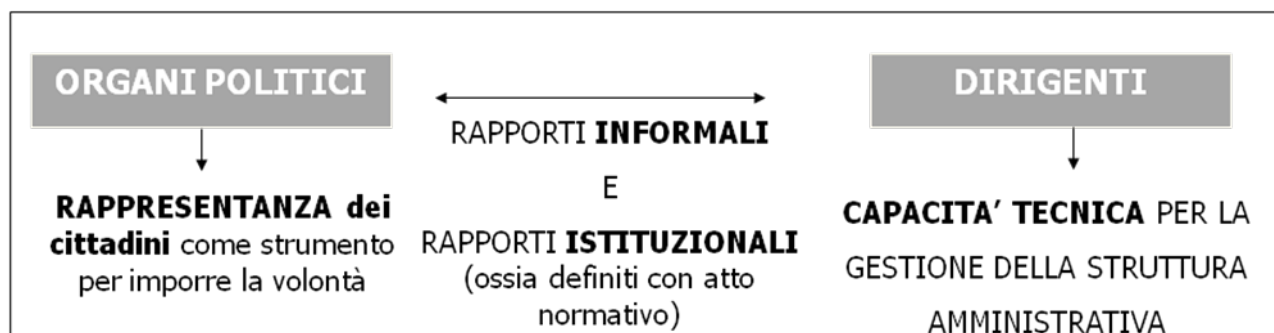 ORGANI POLITICI
RAPPRESENTANZA dei
cittadini come strumento
per imporre la volontà
RAPPORTI INFORMALI
E
RAPPORTI ISTITUZIONALI
(ossia definiti con atto
normativo)
DIRIGENTI
CAPACITA’ TECNICA PER LA
GESTIONE DELLA STRUTTURA
AMMINISTRATIVA